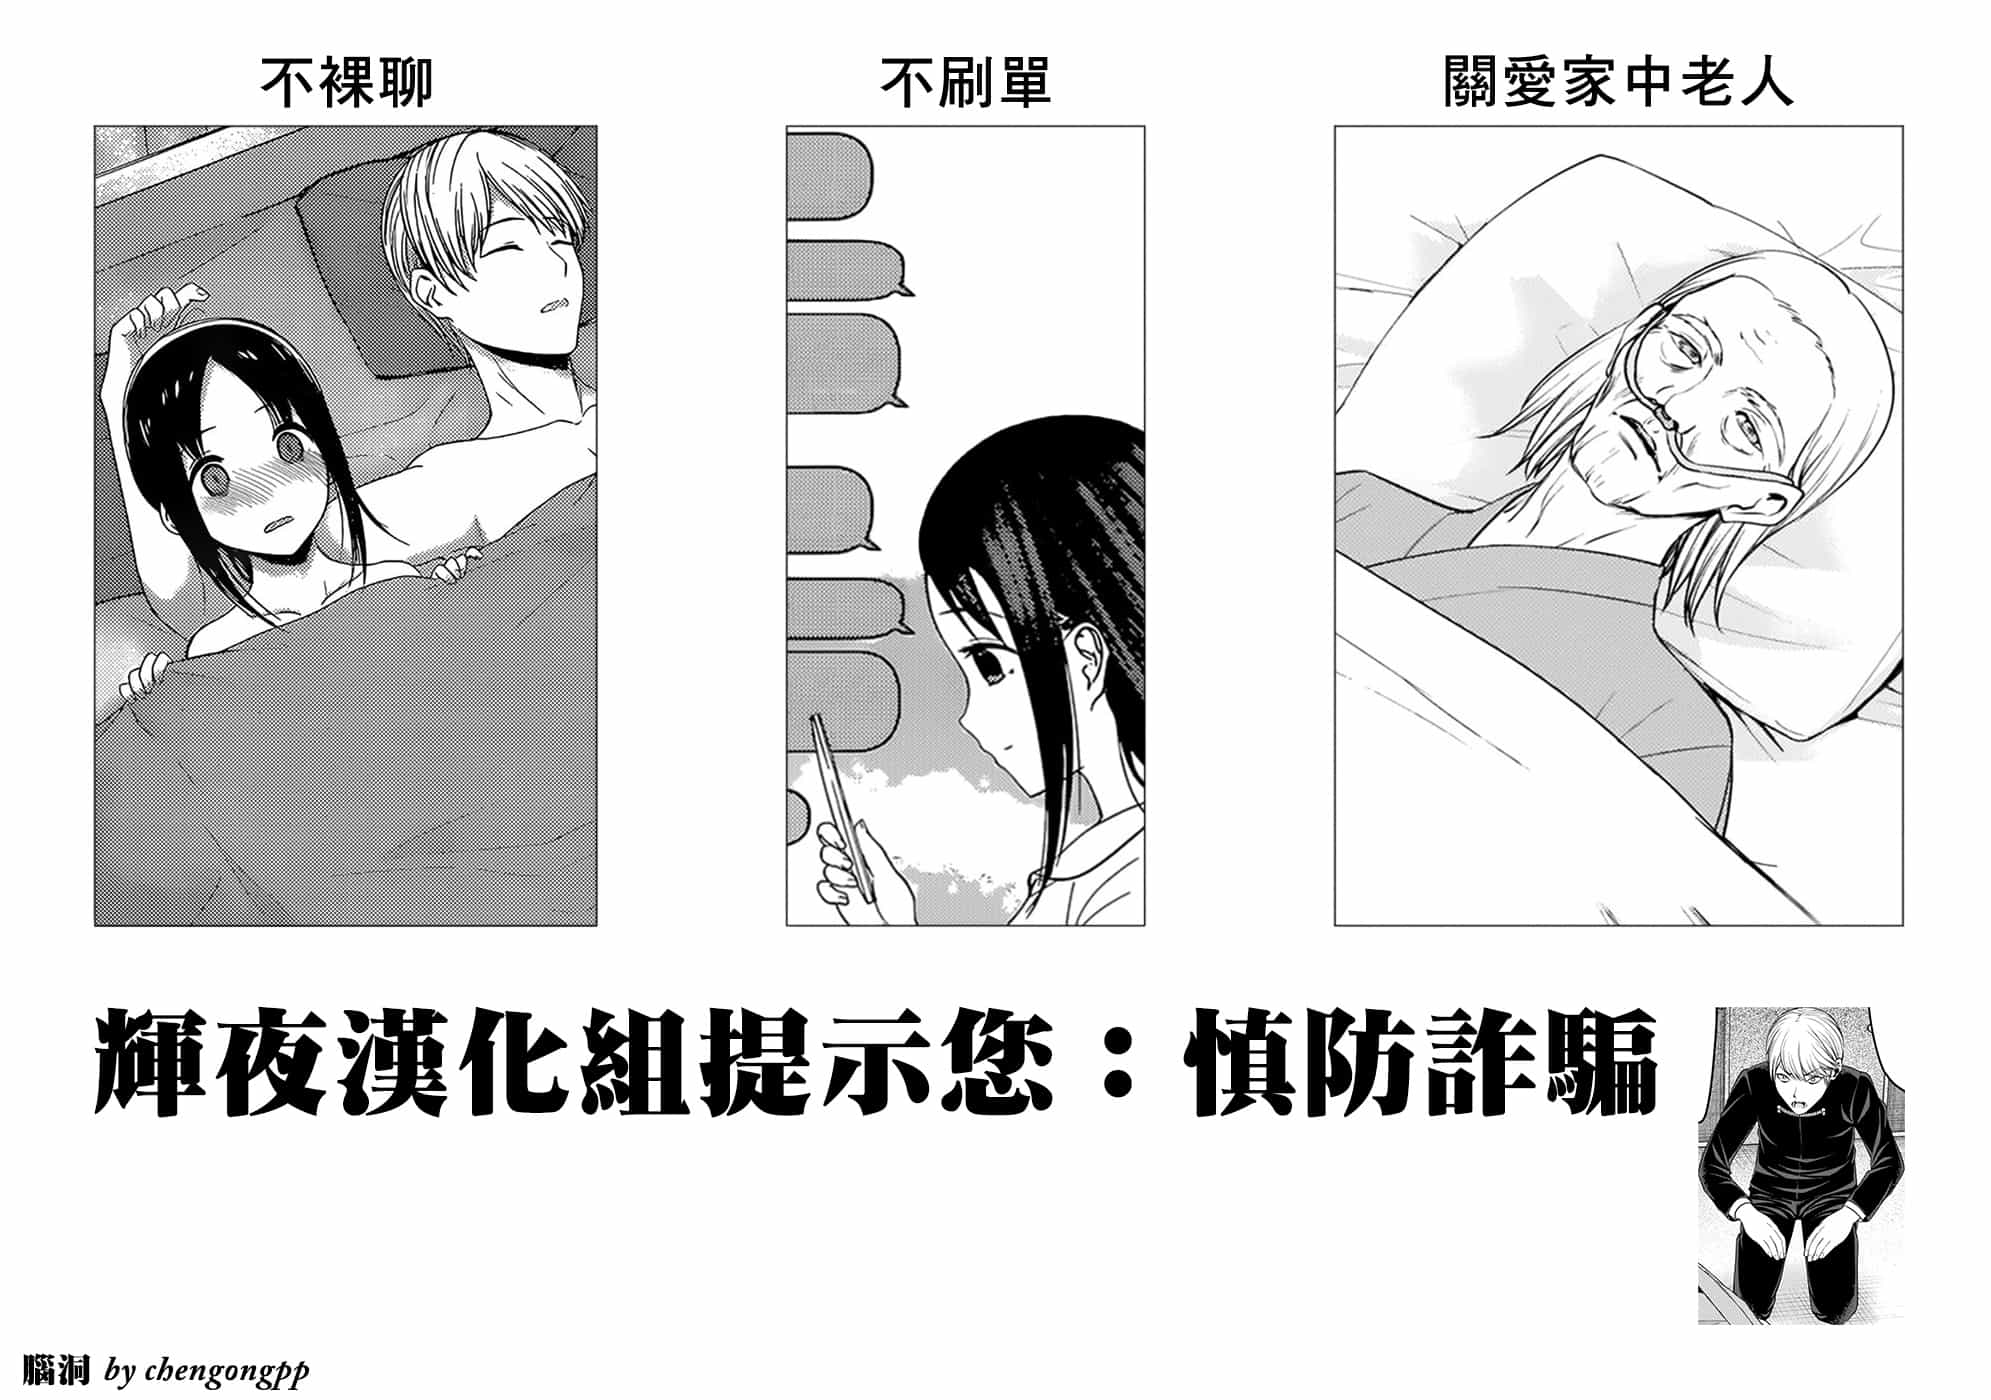 不裸聊
不刷單
關愛家中老人
輝夜漢化組提示您：慎防詐騙
腦洞 by chengongpp